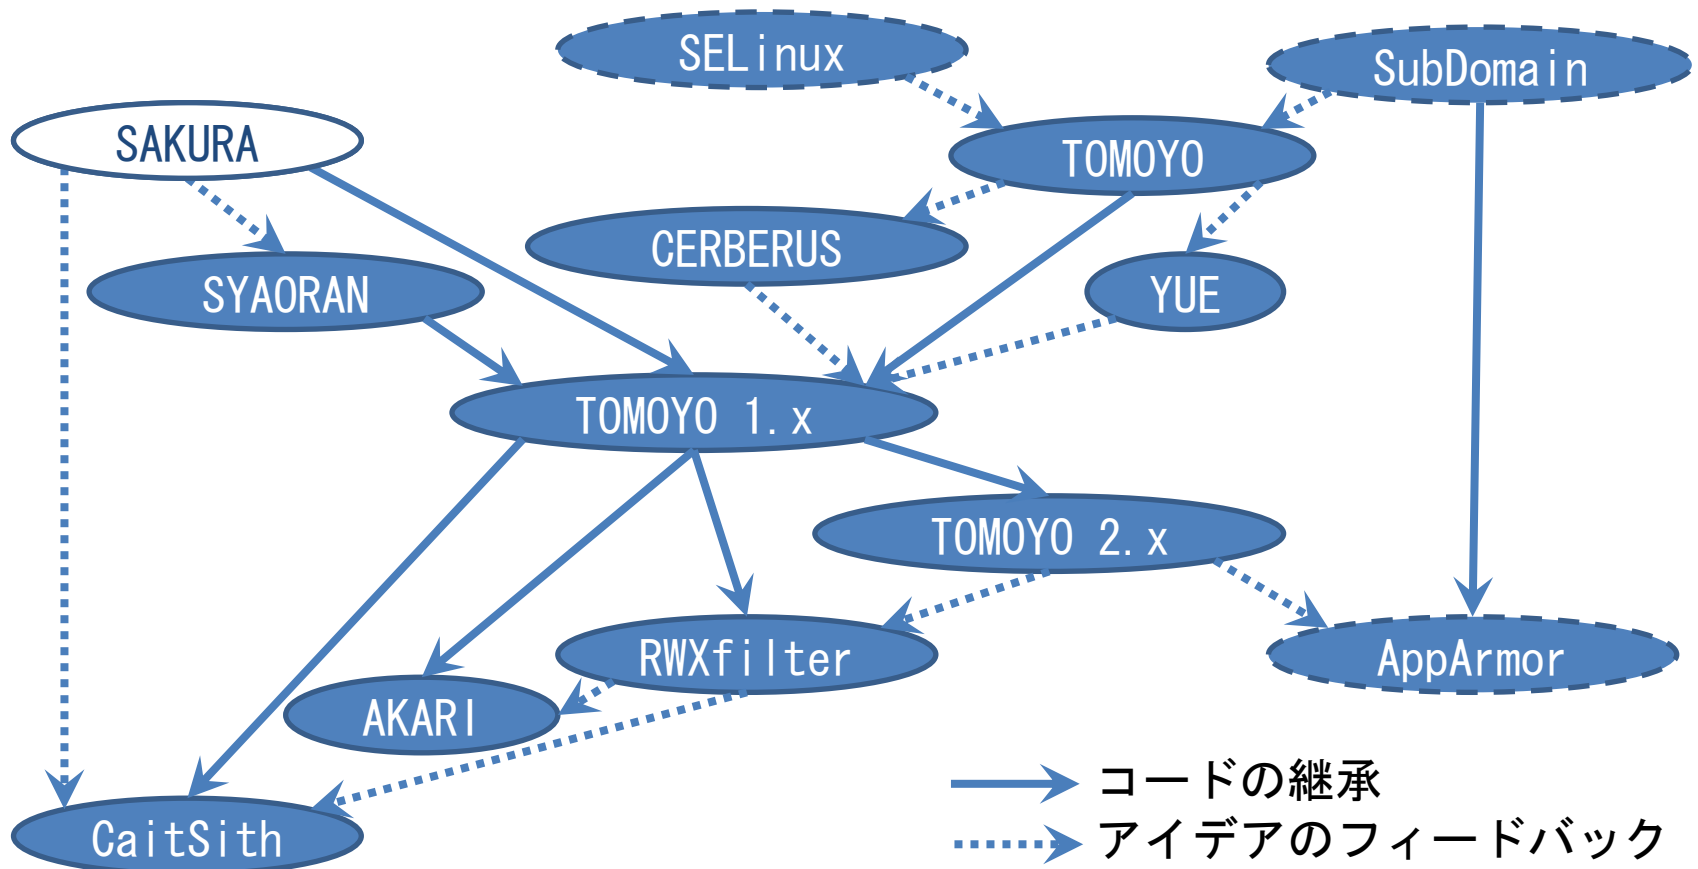 SELinux
SubDomain
SAKURA
TOMOYO
CERBERUS
SYAORAN
YUE
TOMOYO 1.x
TOMOYO 2.x
RWXfilter
AppArmor
AKARI
コードの継承
CaitSith
アイデアのフィードバック